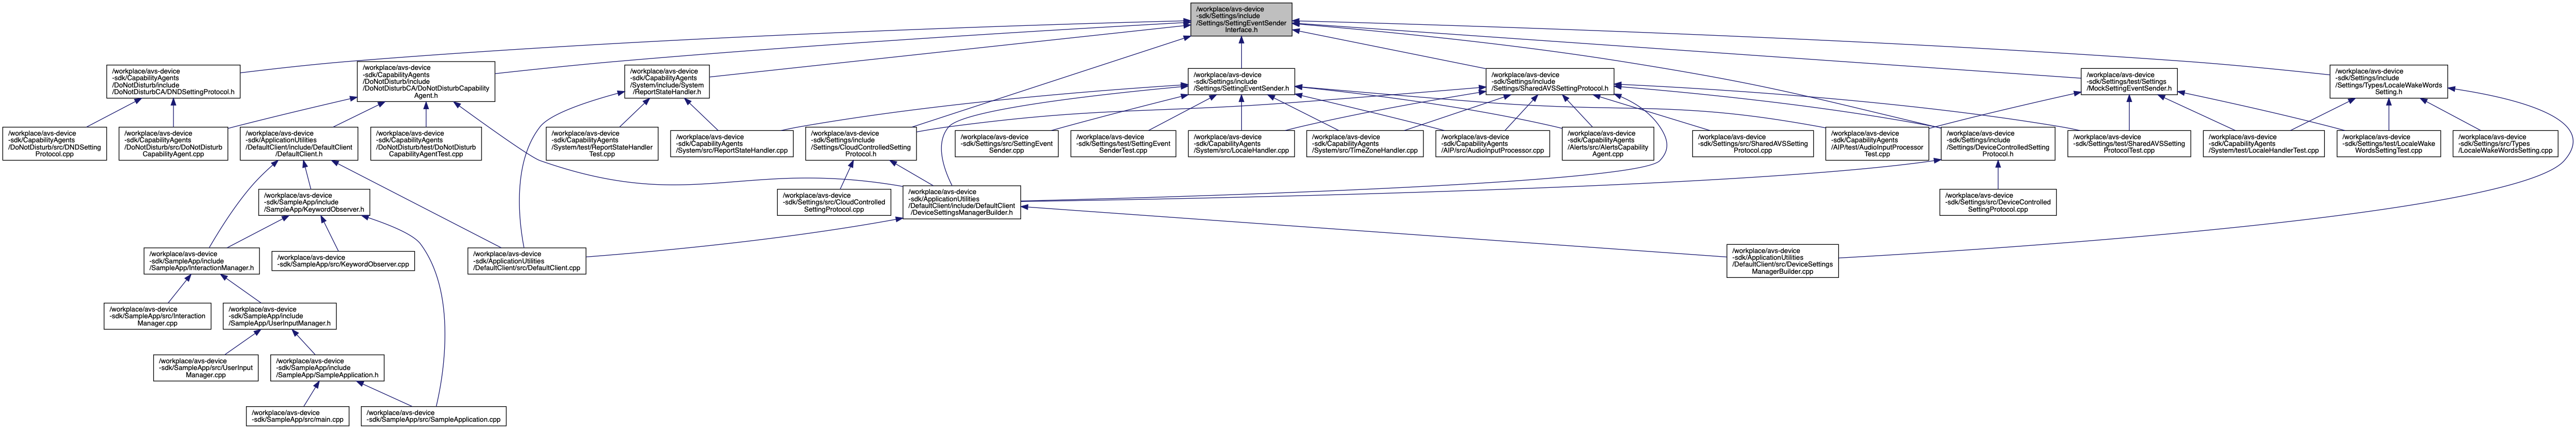 /workplace/avs-device
-sdk/Settings/include
/Settings/SettingEventSender
Interface.h
/workplace/avs-device
-sdk/CapabilityAgents
/DoNotDisturb/include
/DoNotDisturbCA/DNDSettingProtocol.h
/workplace/avs-device
-sdk/CapabilityAgents
/DoNotDisturb/include
/DoNotDisturbCA/DoNotDisturbCapability
Agent.h
/workplace/avs-device
-sdk/CapabilityAgents
/System/include/System
/ReportStateHandler.h
/workplace/avs-device
-sdk/Settings/include
/Settings/SettingEventSender.h
/workplace/avs-device
-sdk/Settings/include
/Settings/SharedAVSSettingProtocol.h
/workplace/avs-device
-sdk/Settings/test/Settings
/MockSettingEventSender.h
/workplace/avs-device
-sdk/Settings/include
/Settings/Types/LocaleWakeWords
Setting.h
/workplace/avs-device
-sdk/CapabilityAgents
/DoNotDisturb/src/DNDSetting
Protocol.cpp
/workplace/avs-device
-sdk/CapabilityAgents
/DoNotDisturb/src/DoNotDisturb
CapabilityAgent.cpp
/workplace/avs-device
-sdk/ApplicationUtilities
/DefaultClient/include/DefaultClient
/DefaultClient.h
/workplace/avs-device
-sdk/CapabilityAgents
/DoNotDisturb/test/DoNotDisturb
CapabilityAgentTest.cpp
/workplace/avs-device
-sdk/CapabilityAgents
/System/test/ReportStateHandler
Test.cpp
/workplace/avs-device
-sdk/CapabilityAgents
/System/src/ReportStateHandler.cpp
/workplace/avs-device
-sdk/Settings/include
/Settings/CloudControlledSetting
Protocol.h
/workplace/avs-device
-sdk/Settings/src/SettingEvent
Sender.cpp
/workplace/avs-device
-sdk/Settings/test/SettingEvent
SenderTest.cpp
/workplace/avs-device
-sdk/CapabilityAgents
/System/src/LocaleHandler.cpp
/workplace/avs-device
-sdk/CapabilityAgents
/System/src/TimeZoneHandler.cpp
/workplace/avs-device
-sdk/CapabilityAgents
/AIP/src/AudioInputProcessor.cpp
/workplace/avs-device
-sdk/CapabilityAgents
/Alerts/src/AlertsCapability
Agent.cpp
/workplace/avs-device
-sdk/Settings/src/SharedAVSSetting
Protocol.cpp
/workplace/avs-device
-sdk/CapabilityAgents
/AIP/test/AudioInputProcessor
Test.cpp
/workplace/avs-device
-sdk/Settings/include
/Settings/DeviceControlledSetting
Protocol.h
/workplace/avs-device
-sdk/Settings/test/SharedAVSSetting
ProtocolTest.cpp
/workplace/avs-device
-sdk/CapabilityAgents
/System/test/LocaleHandlerTest.cpp
/workplace/avs-device
-sdk/Settings/test/LocaleWake
WordsSettingTest.cpp
/workplace/avs-device
-sdk/Settings/src/Types
/LocaleWakeWordsSetting.cpp
/workplace/avs-device
-sdk/SampleApp/include
/SampleApp/KeywordObserver.h
/workplace/avs-device
-sdk/Settings/src/CloudControlled
SettingProtocol.cpp
/workplace/avs-device
-sdk/ApplicationUtilities
/DefaultClient/include/DefaultClient
/DeviceSettingsManagerBuilder.h
/workplace/avs-device
-sdk/Settings/src/DeviceControlled
SettingProtocol.cpp
/workplace/avs-device
-sdk/SampleApp/include
/SampleApp/InteractionManager.h
/workplace/avs-device
-sdk/SampleApp/src/KeywordObserver.cpp
/workplace/avs-device
-sdk/ApplicationUtilities
/DefaultClient/src/DefaultClient.cpp
/workplace/avs-device
-sdk/ApplicationUtilities
/DefaultClient/src/DeviceSettings
ManagerBuilder.cpp
/workplace/avs-device
-sdk/SampleApp/src/Interaction
Manager.cpp
/workplace/avs-device
-sdk/SampleApp/include
/SampleApp/UserInputManager.h
/workplace/avs-device
-sdk/SampleApp/src/UserInput
Manager.cpp
/workplace/avs-device
-sdk/SampleApp/include
/SampleApp/SampleApplication.h
/workplace/avs-device
-sdk/SampleApp/src/main.cpp
/workplace/avs-device
-sdk/SampleApp/src/SampleApplication.cpp